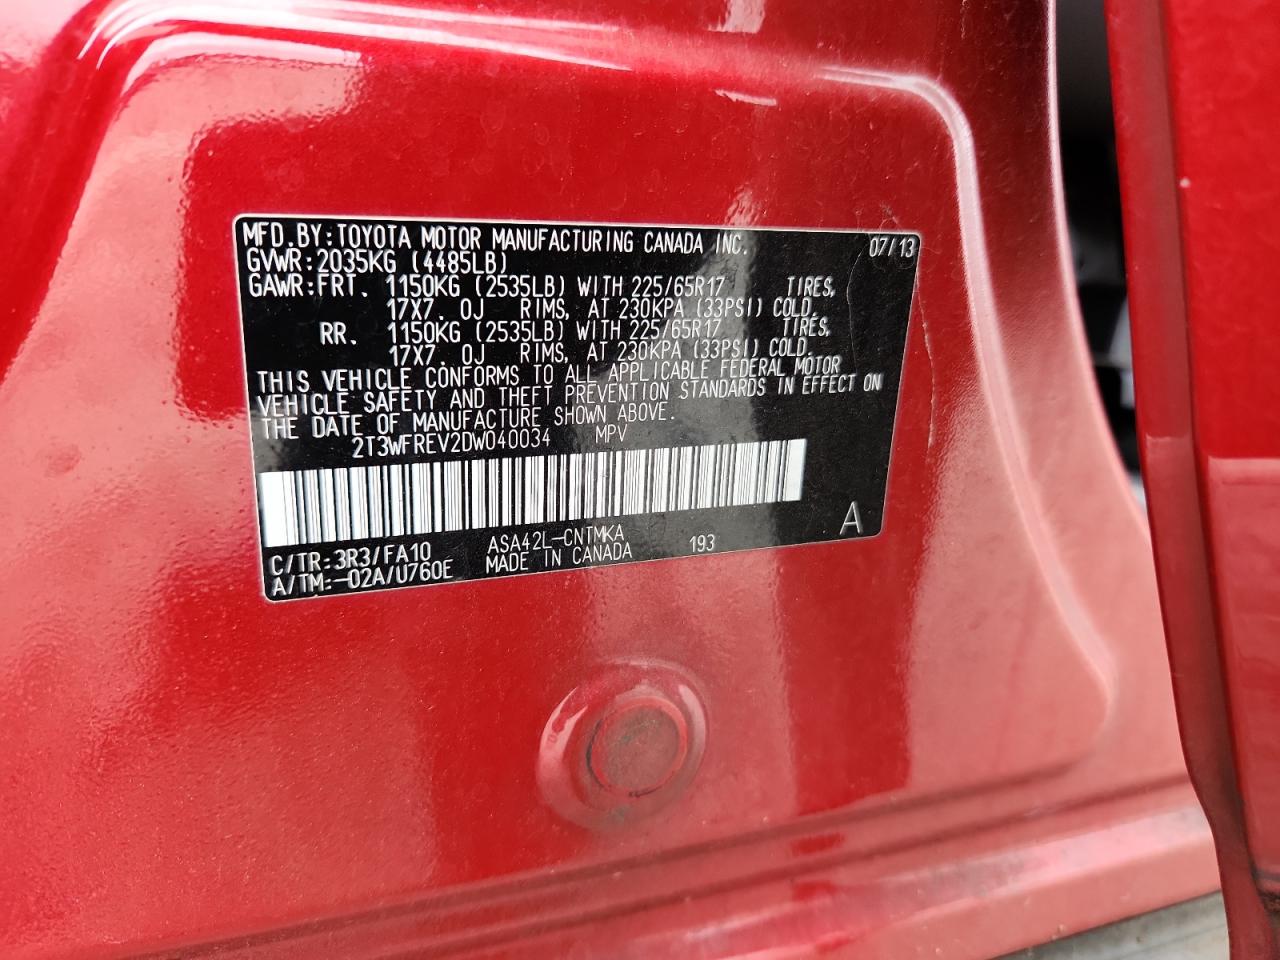 MFD.BY:TOYOTA MOTOR MANUFACTURING CANADA INC. 07/13
GVWR:2035KG (4485LB)
GAWR:FRT. 1150KG (2535LB) WITH 225/65R17 TIRES,
17X7. 0J RIMS, AT 230KPA (33PSI) COLD.
RR. 1150KG (2535LB) WITH 225/65R17 TIRES,
17X7. 0J RIMS, AT 230KPA (33PSI) COLD.
THIS VEHICLE CONFORMS TO ALL APPLICABLE FEDERAL MOTOR
VEHICLE SAFETY AND THEFT PREVENTION STANDARDS IN EFFECT ON
THE DATE OF MANUFACTURE SHOWN ABOVE.
2T3WFREV2DW040034 MPV
C/TR:3R3/FA10 ASA42L-CNTMKA 193 A
A/TM:-02A/U760E MADE IN CANADA